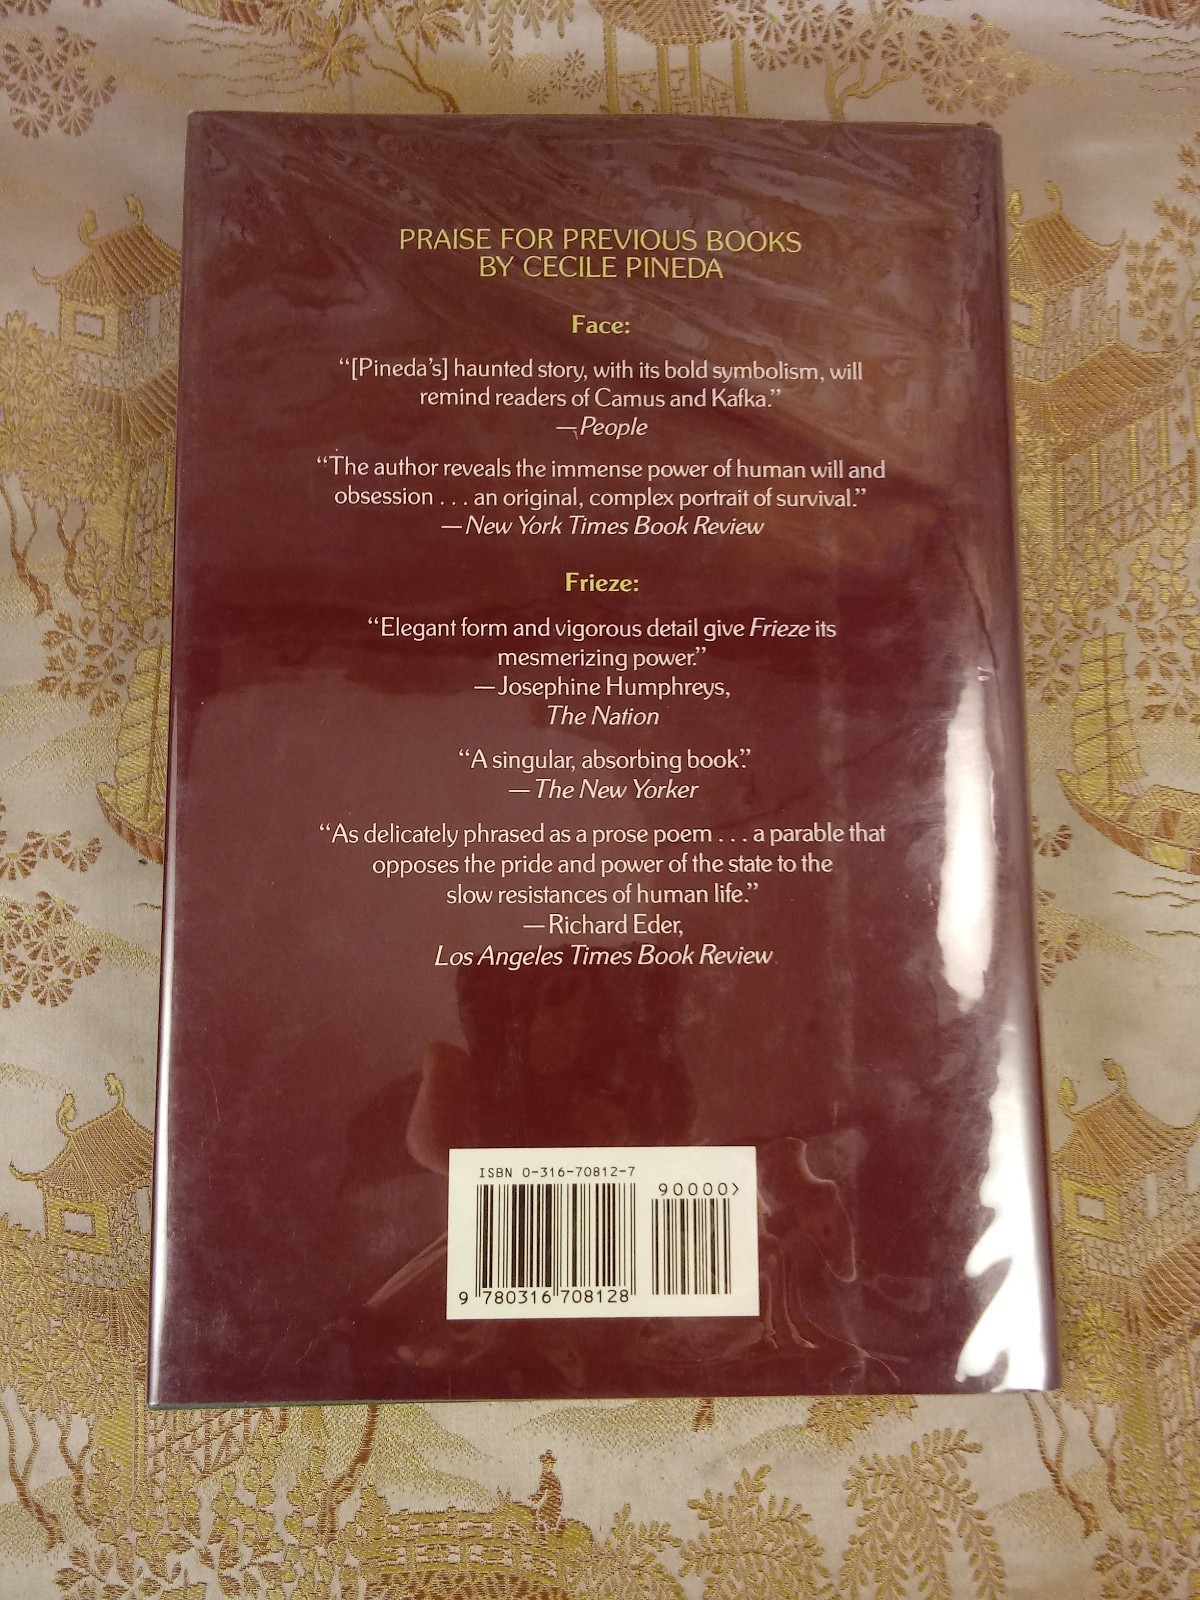 PRAISE FOR PREVIOUS BOOKS
BY CECILE PINEDA
Face:
“[Pineda’s] haunted story, with its bold symbolism, will
remind readers of Camus and Kafka.”
—People
“The author reveals the immense power of human will and
obsession . . . an original, complex portrait of survival.”
—New York Times Book Review
Frieze:
“Elegant form and vigorous detail give Frieze its
mesmerizing power.”
—Josephine Humphreys,
The Nation
“A singular, absorbing book.”
—The New Yorker
“As delicately phrased as a prose poem . . . a parable that
opposes the pride and power of the state to the
slow resistances of human life.”
—Richard Eder,
Los Angeles Times Book Review
ISBN 0-316-70812-7
90000>
9 780316 708128